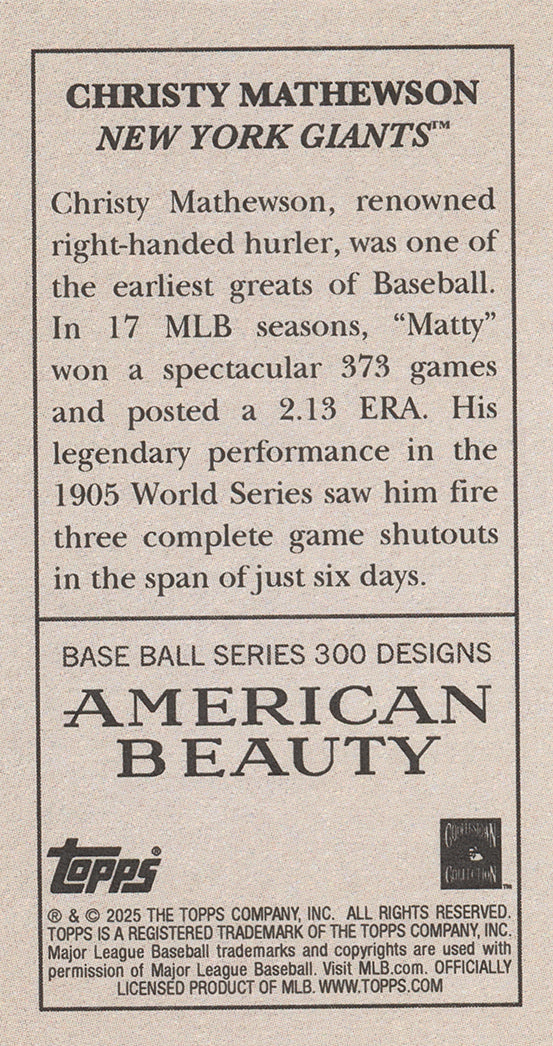 CHRISTY MATHEWSON
NEW YORK GIANTS™
Christy Mathewson, renowned
right-handed hurler, was one of
the earliest greats of Baseball.
In 17 MLB seasons, “Matty”
won a spectacular 373 games
and posted a 2.13 ERA. His
legendary performance in the
1905 World Series saw him fire
three complete game shutouts
in the span of just six days.
BASE BALL SERIES 300 DESIGNS
AMERICAN
BEAUTY
topps®
COOPERSTOWN
COLLECTION™
® & © 2025 THE TOPPS COMPANY, INC. ALL RIGHTS RESERVED.
TOPPS IS A REGISTERED TRADEMARK OF THE TOPPS COMPANY, INC.
Major League Baseball trademarks and copyrights are used with
permission of Major League Baseball. Visit MLB.com. OFFICIALLY
LICENSED PRODUCT OF MLB. WWW.TOPPS.COM